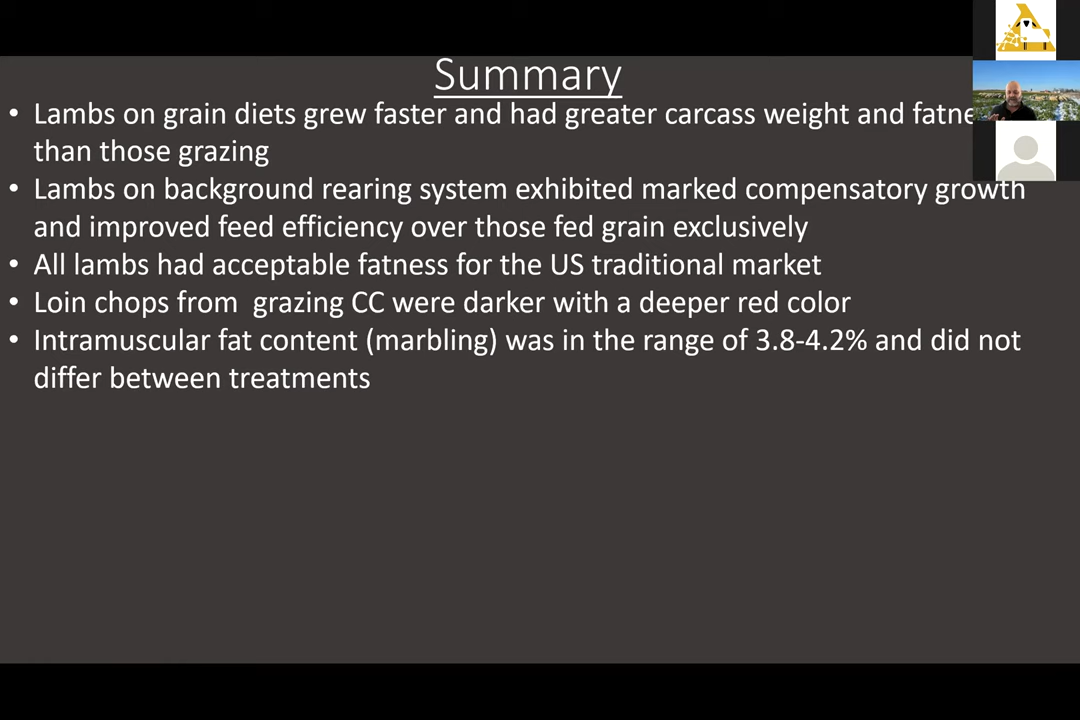 Summary
• Lambs on grain diets grew faster and had greater carcass weight and
than those grazing
• Lambs on background rearing system exhibited marked compensatory growth
and improved feed efficiency over those fed grain exclusively
• All lambs had acceptable fatness for the US traditional market
• Loin chops from  grazing CC were darker with a deeper red color
• Intramuscular fat content (marbling) was in the range of 3.8-4.2% and did not
differ between treatments